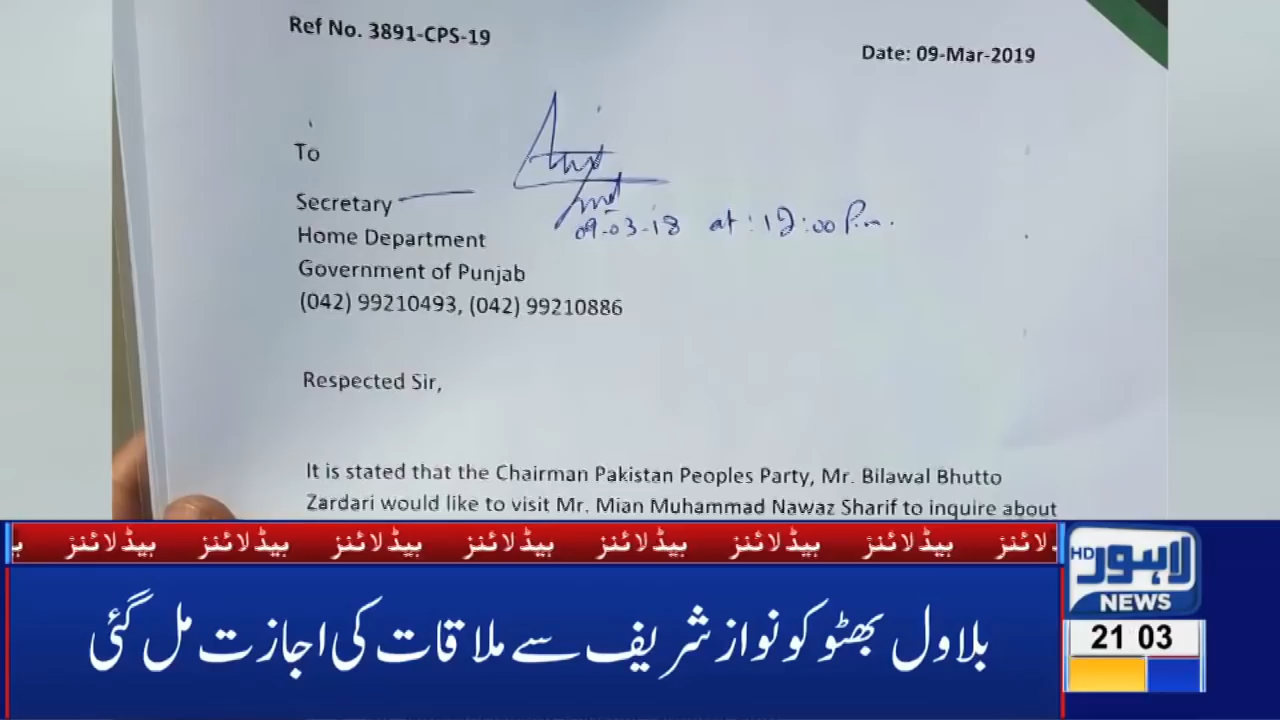 Ref No. 3891-CPS-19
Date: 09-Mar-2019
To
Secretary
09-03-18 at : 12:00 P.m.
Home Department
Government of Punjab
(042) 99210493, (042) 99210886
Respected Sir,
It is stated that the Chairman Pakistan Peoples Party, Mr. Bilawal Bhutto
Zardari would like to visit Mr. Mian Muhammad Nawaz Sharif to inquire about
ہیڈلائنز ہیڈلائنز ہیڈلائنز ہیڈلائنز ہیڈلائنز ہیڈلائنز ہیڈلائنز
بلاول بھٹو کو نواز شریف سے ملاقات کی اجازت مل گئی
لاہور HD
NEWS
21 03